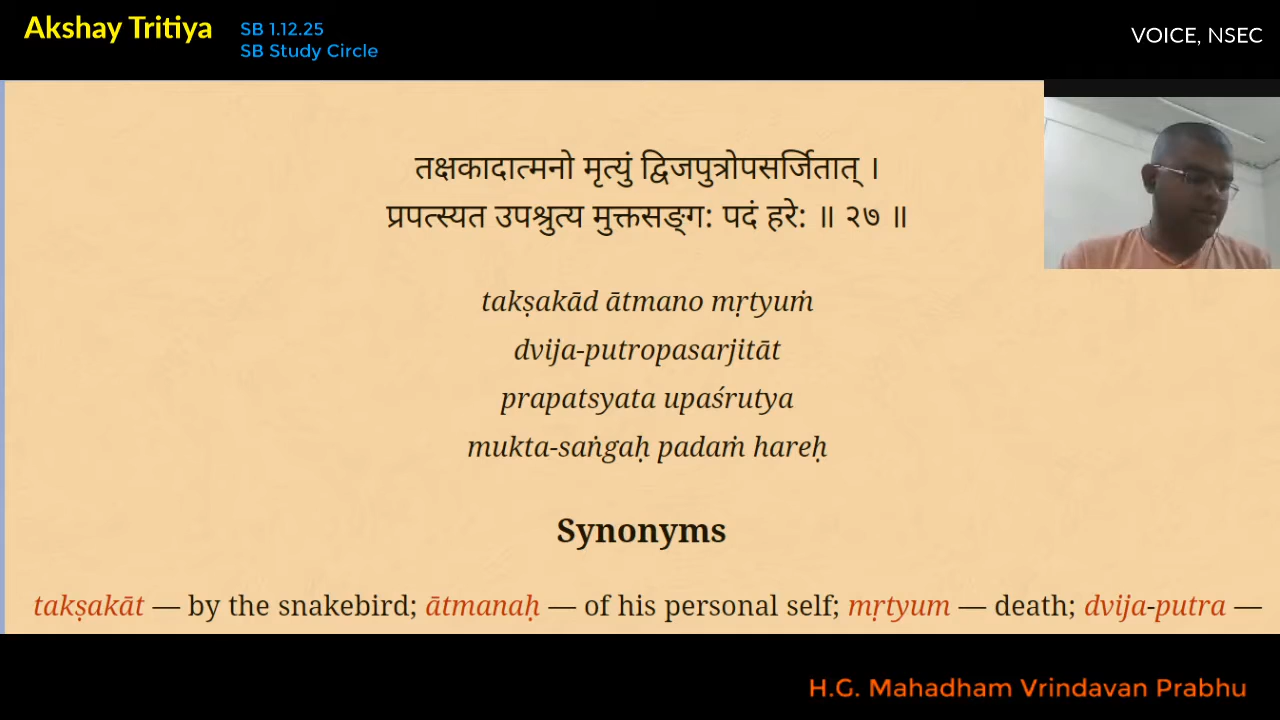 Akshay Tritiya
SB 1.12.25
SB Study Circle
VOICE, NSEC
तक्षकादात्मनो मृत्युं द्विजपुत्रोपसर्जितात् ।
प्रपत्स्यत उपश्रुत्य मुक्तसङ्ग: पदं हरे: ॥ २७ ॥
takṣakād ātmano mṛtyuṁ
dvija-putropasarjitāt
prapatsyata upaśrutya
mukta-saṅgaḥ padaṁ hareḥ
Synonyms
takṣakāt — by the snakebird; ātmanaḥ — of his personal self; mṛtyum — death; dvija-putra —
H.G. Mahadham Vrindavan Prabhu